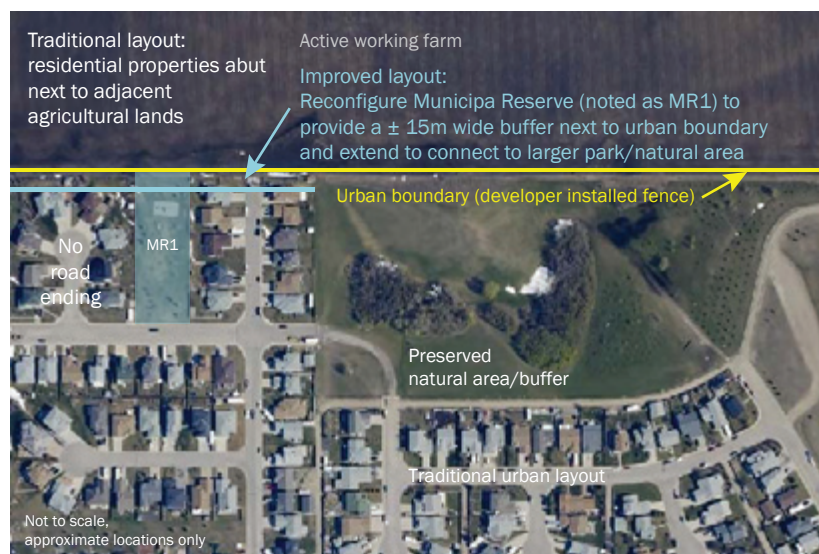 Traditional layout:
residential properties abut
next to adjacent
agricultural lands
Active working farm
Improved layout:
Reconfigure Municipa Reserve (noted as MR1) to
provide a ± 15m wide buffer next to urban boundary
and extend to connect to larger park/natural area
Urban boundary (developer installed fence)
No
road
ending
MR1
Preserved
natural area/buffer
Traditional urban layout
Not to scale,
approximate locations only